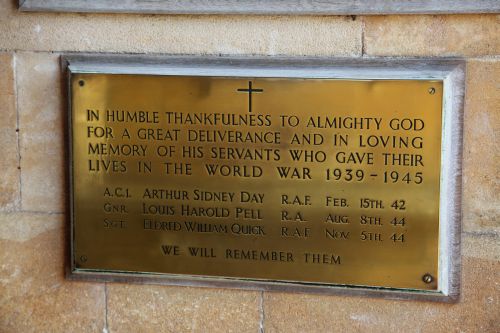 IN HUMBLE THANKFULNESS TO ALMIGHTY GOD
FOR A GREAT DELIVERANCE AND IN LOVING
MEMORY OF HIS SERVANTS WHO GAVE THEIR
LIVES IN THE WORLD WAR 1939-1945
A.C.1. ARTHUR SIDNEY DAY R.A.F. FEB. 15TH. 42
GNR. LOUIS HAROLD PELL R.A. AUG. 8TH. 44
SGT. ELDRED WILLIAM QUICK R.A.F. NOV. 5TH. 44
WE WILL REMEMBER THEM